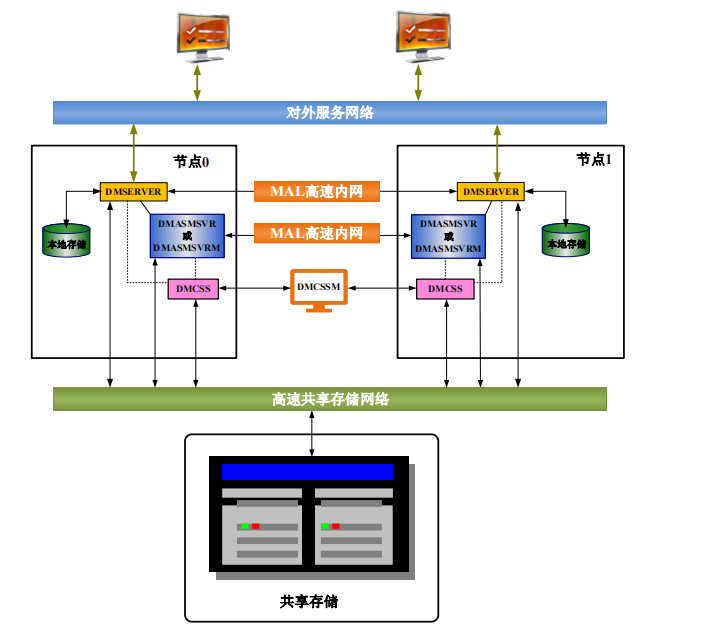 对外服务网络
节点0
节点1
DMSERVER
MAL高速内网
DMSERVER
DMASMSVR
或
DMASMSVRM
MAL高速内网
DMASMSVR
或
DMASMSVRM
本地存储
本地存储
DMCSS
DMCSSM
DMCSS
高速共享存储网络
共享存储